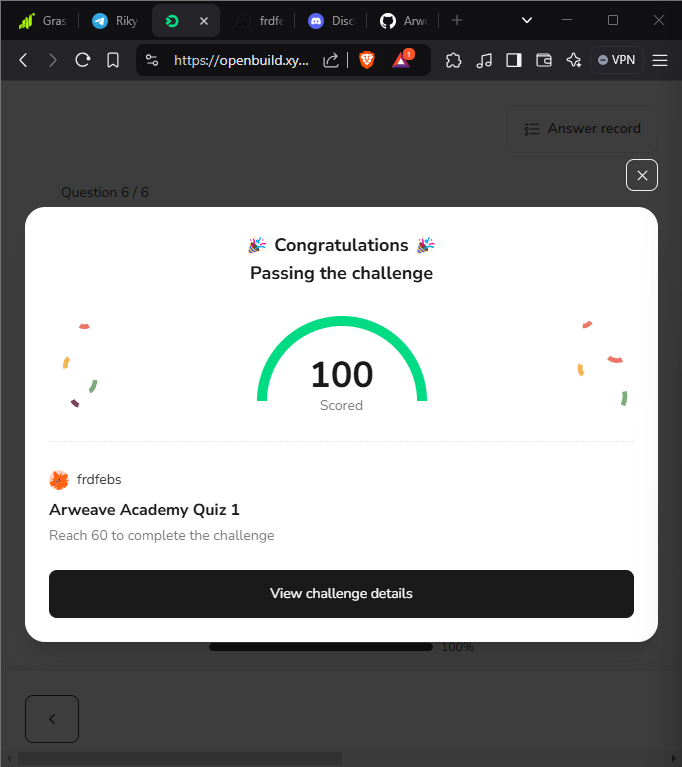 Gras
Riky
frdfe
Disc
Arw
https://openbuild.xy...
1
VPN
Answer record
Question 6 / 6
Congratulations
Passing the challenge
100
Scored
frdfebs
Arweave Academy Quiz 1
Reach 60 to complete the challenge
View challenge details
100%